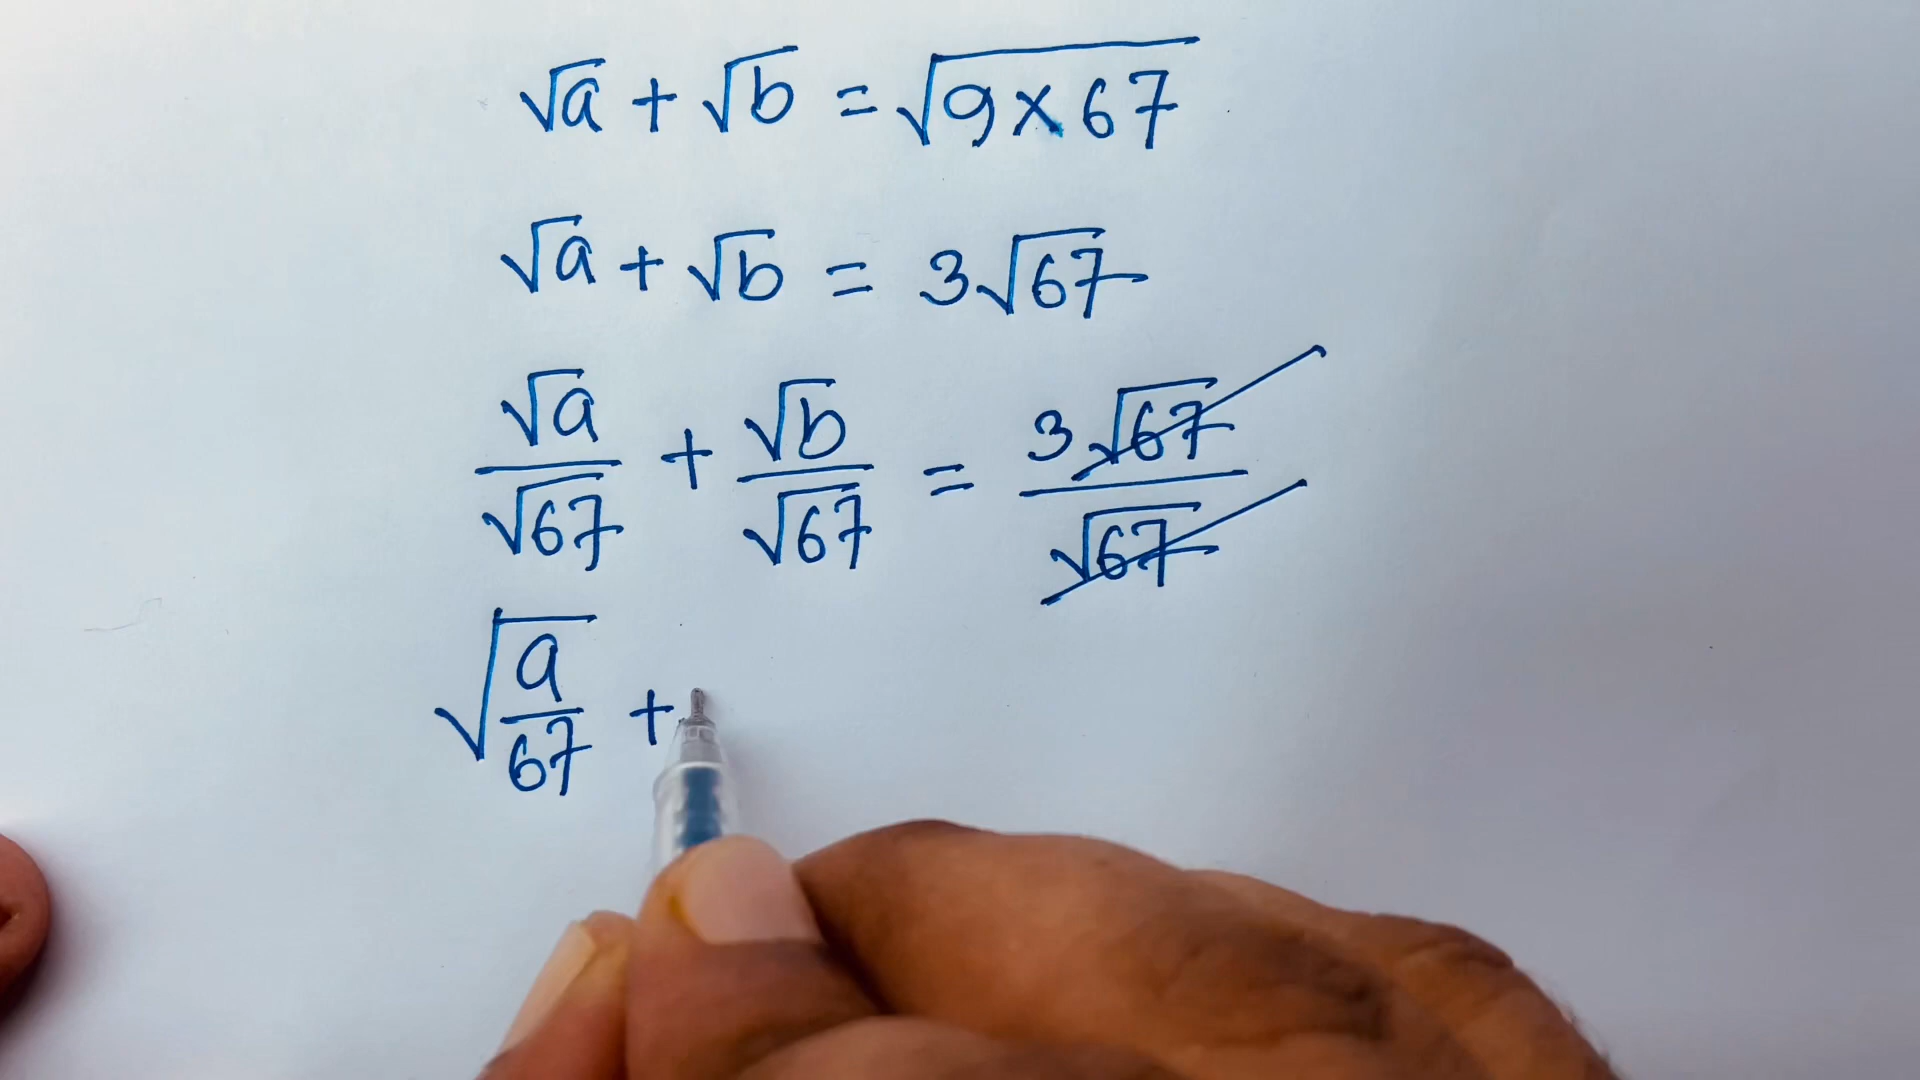 √a + √b = √9×67
√a + √b = 3√67
√a/√67 + √b/√67 = 3√67/√67
√a/67 +